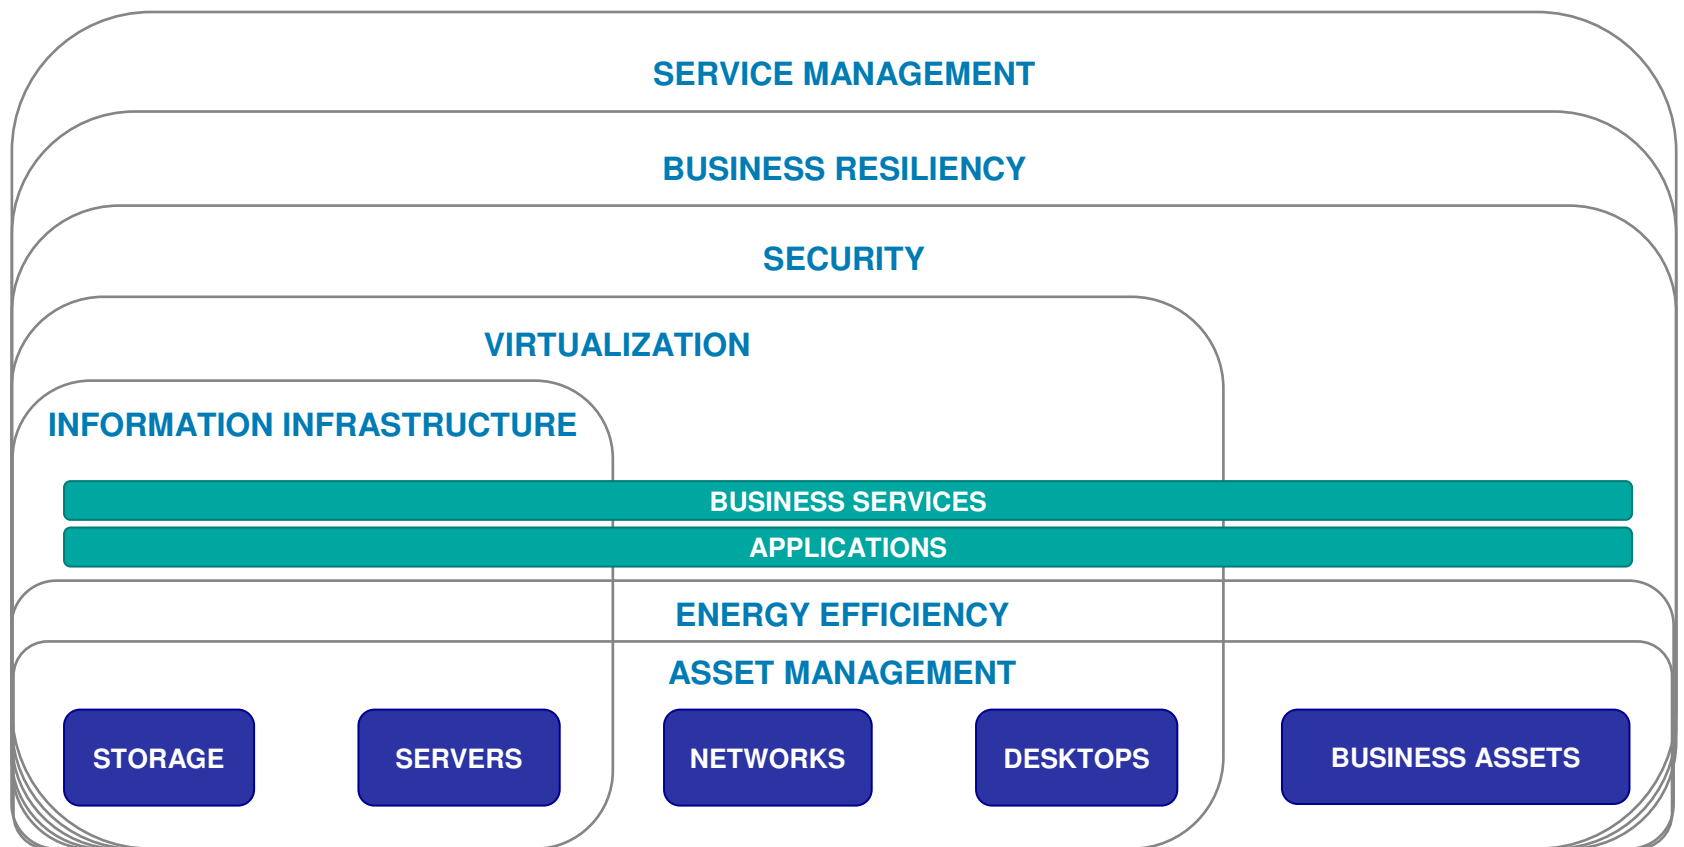 SERVICE MANAGEMENT
BUSINESS RESILIENCY
SECURITY
VIRTUALIZATION
INFORMATION INFRASTRUCTURE
BUSINESS SERVICES
APPLICATIONS
ENERGY EFFICIENCY
ASSET MANAGEMENT
STORAGE
SERVERS
NETWORKS
DESKTOPS
BUSINESS ASSETS